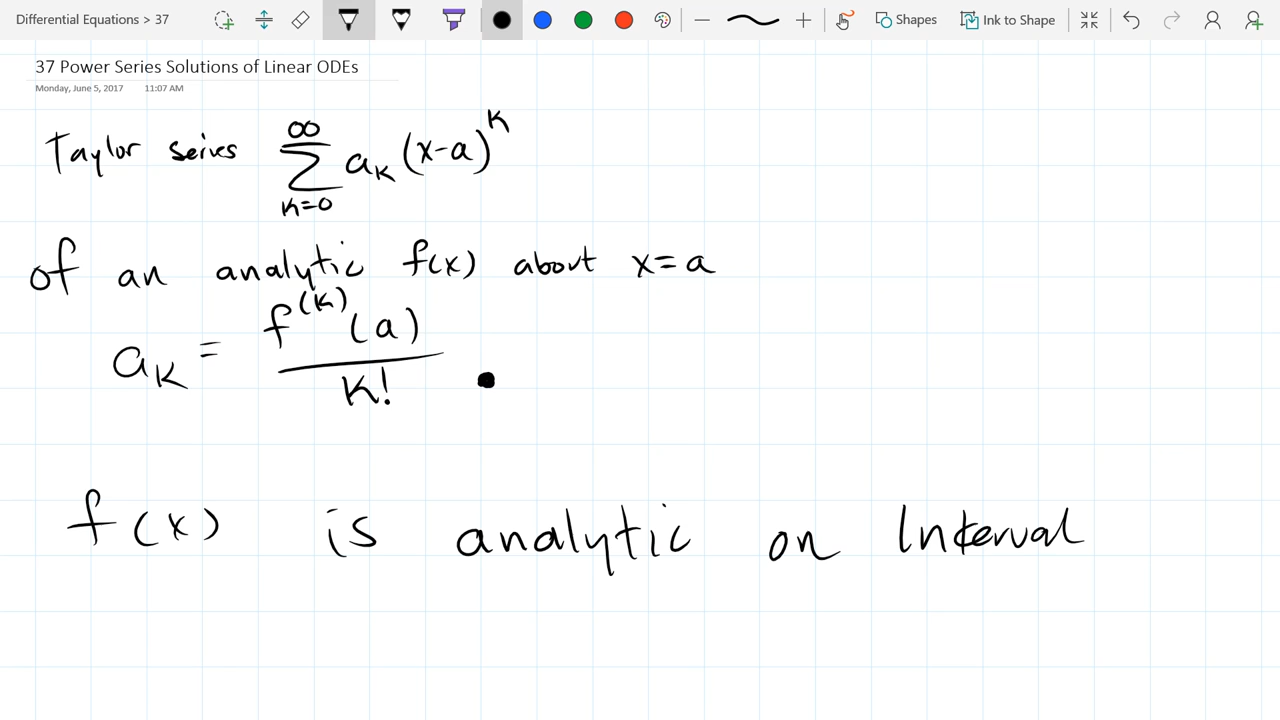 Differential Equations > 37
Shapes
Ink to Shape
37 Power Series Solutions of Linear ODEs
Monday, June 5, 2017 11:07 AM
Taylor series ∞ Σ k=0 a_k (x-a)^k
of an analytic f(x) about x=a
a_k = f^(k) (a) / k!
f(x) is analytic on Interval